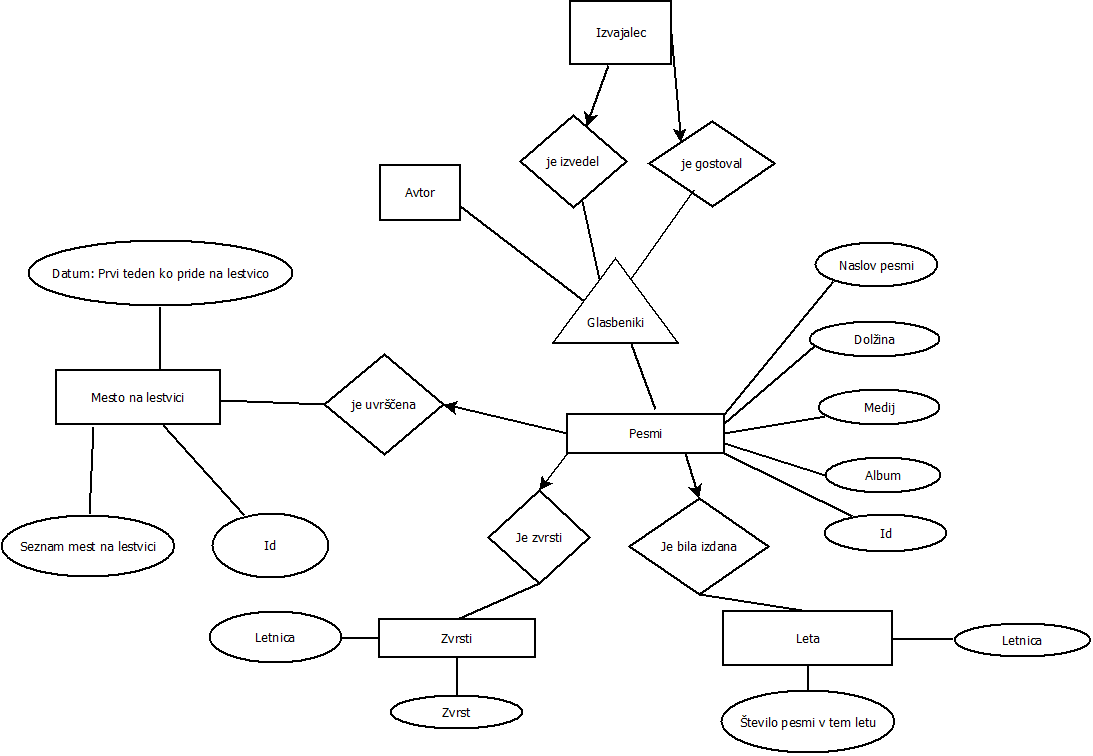 Izvajalec
je izvedel
je gostoval
Avtor
Glasbeniki
Datum: Prvi teden ko pride na lestvico
Mesto na lestvici
je uvrščena
Seznam mest na lestvici
Id
Pesmi
Naslov pesmi
Dolžina
Medij
Album
Id
Je zvrsti
Je bila izdana
Letnica
Zvrsti
Zvrst
Leta
Letnica
Število pesmi v tem letu